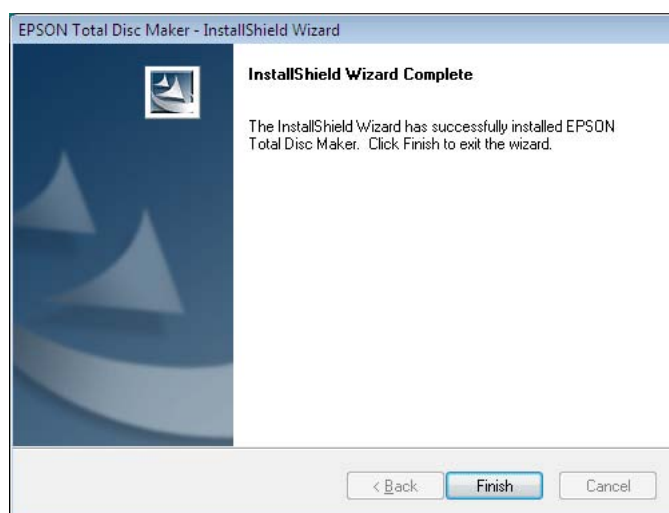 EPSON Total Disc Maker - InstallShield Wizard
InstallShield Wizard Complete
The InstallShield Wizard has successfully installed EPSON
Total Disc Maker. Click Finish to exit the wizard.
< Back
Finish
Cancel